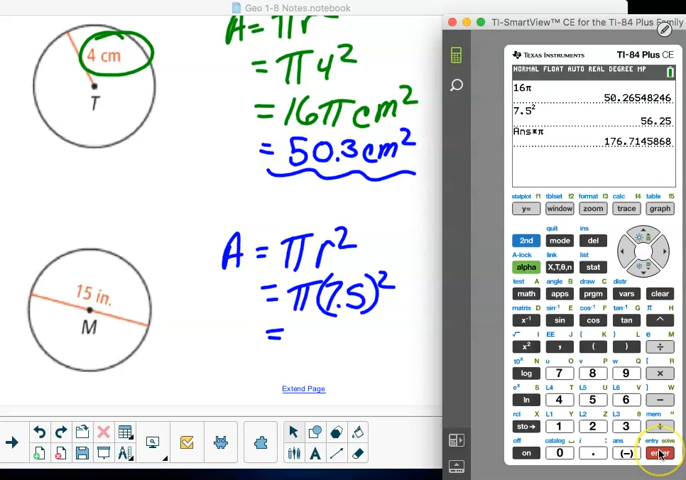 Geo 1-8 Notes
TI-SmartView™ CE for the TI-84 Plus Family
4 cm
T
A = πr
= π4²
= 16π cm²
= 50.3cm²
15 in.
M
A = πr²
= π(7.5)²
=
Extend Page
TEXAS INSTRUMENTS TI-84 Plus CE
NORMAL FLOAT AUTO REAL DEGREE MP
16π
50.26548246
7.5²
56.25
Ans*π
176.7145868
statplot f1 tblset f2 format f3 calc f4 table f5
y= window zoom trace graph
quit ins
2nd mode del
A-lock link list
alpha X,T,θ,n stat
test A angle B draw C distr
math apps prgm vars clear
matrix D sin⁻¹ E cos⁻¹ F tan⁻¹ G π H
x⁻¹ sin cos tan ^
√ I EE J { K } L e M
x² , ( ) ÷
10ˣ N u O v P w Q [ R
log 7 8 9 ×
eˣ S L4 T L5 U L6 V ] W
ln 4 5 6 −
rcl X L1 Y L2 Z L3 θ mem "
sto→ 1 2 3 +
off catalog i : ans ? entry solve
on 0 . (−) enter